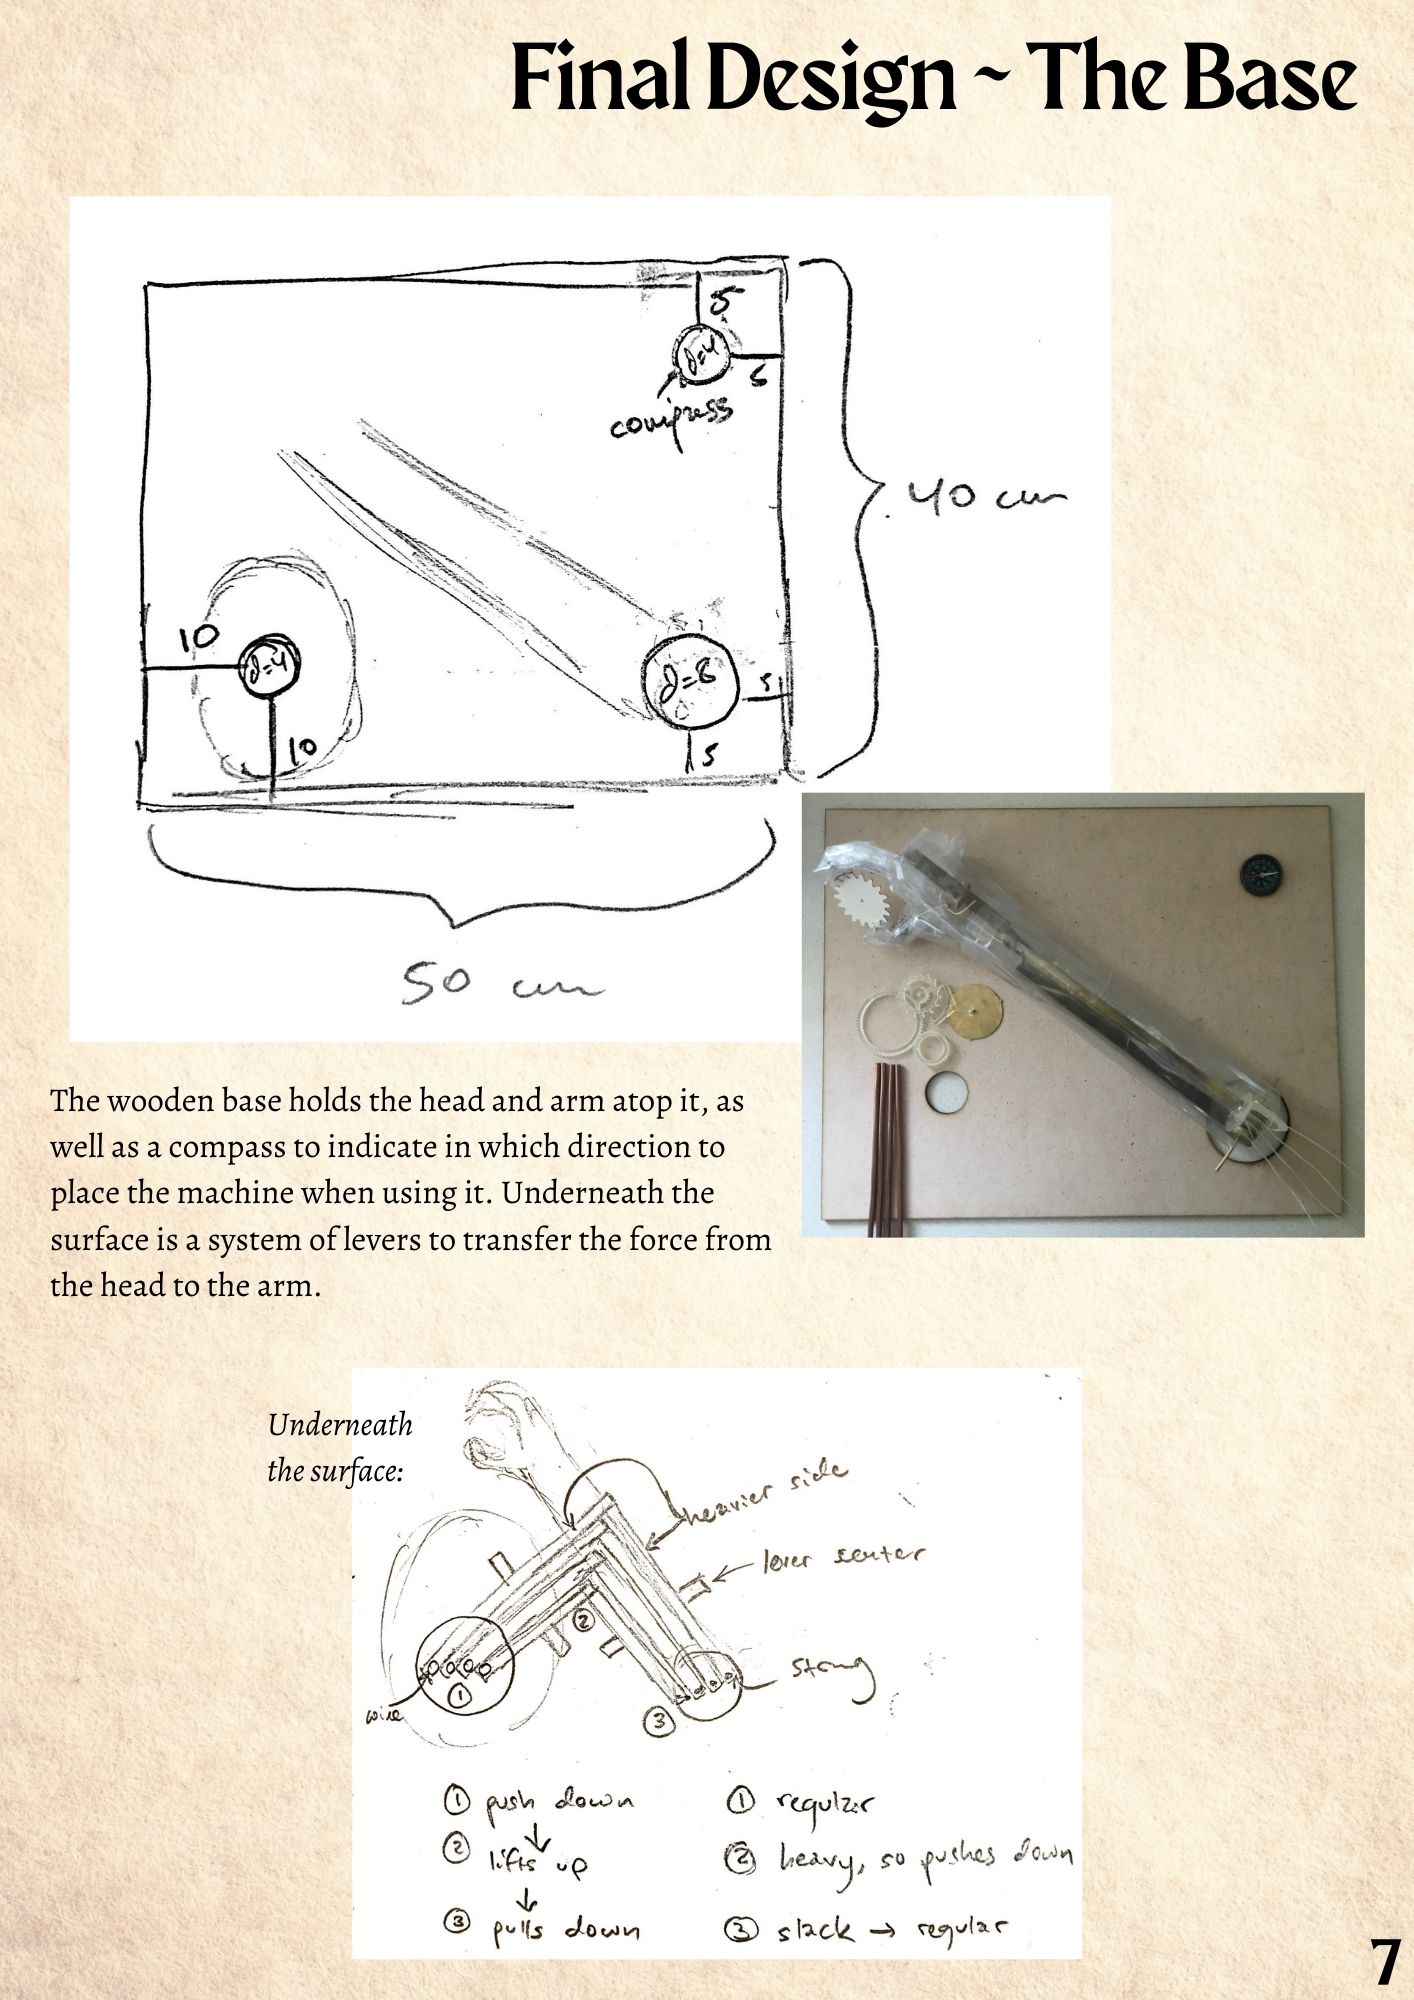 Final Design ~ The Base
5
d=4
5
compass
40 cm
10
d=4
10
d=8
5
5
50 cm
The wooden base holds the head and arm atop it, as
well as a compass to indicate in which direction to
place the machine when using it. Underneath the
surface is a system of levers to transfer the force from
the head to the arm.
Underneath
the surface:
heavier side
lever center
②
string
wire
①
③
① push down
↓
② lifts up
↓
③ pulls down
① regular
② heavy, so pushes down
③ slack → regular
7